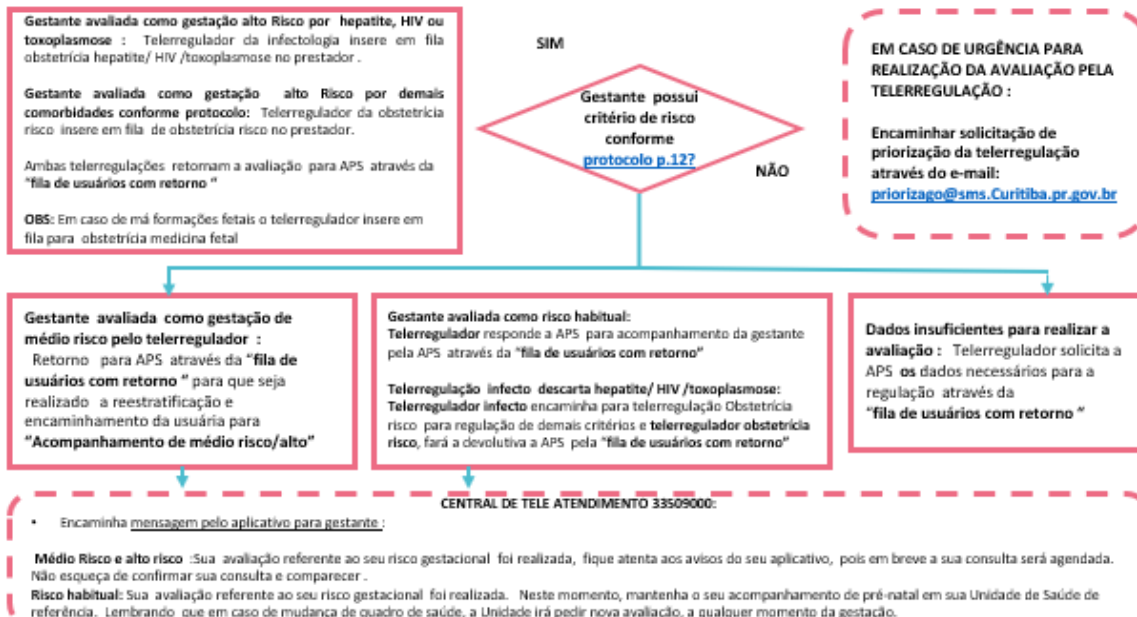 Gestante avaliada como gestação alto Risco por hepatite, HIV ou
toxoplasmose : Telerregulador da infectologia insere em fila
obstetrícia hepatite/ HIV /toxoplasmose no prestador .
Gestante avaliada como gestação alto Risco por demais
comorbidades conforme protocolo: Telerregulador da obstetrícia
risco insere em fila de obstetrícia risco no prestador.
Ambas telerregulações retornam a avaliação para APS através da
"fila de usuários com retorno "
OBS: Em caso de má formações fetais o telerregulador insere em
fila para obstetrícia medicina fetal
SIM
Gestante possui
critério de risco
conforme
protocolo p.12?
NÃO
EM CASO DE URGÊNCIA PARA
REALIZAÇÃO DA AVALIAÇÃO PELA
TELERREGULAÇÃO :
Encaminhar solicitação de
priorização da telerregulação
através do e-mail:
priorizago@sms.Curitiba.pr.gov.br
Gestante avaliada como gestação de
médio risco pelo telerregulador :
Retorno para APS através da "fila de
usuários com retorno " para que seja
realizado a reestratificação e
encaminhamento da usuária para
"Acompanhamento de médio risco/alto"
Gestante avaliada como risco habitual:
Telerregulador responde a APS para acompanhamento da gestante
pela APS através da "fila de usuários com retorno"
Telerregulação infecto descarta hepatite/ HIV /toxoplasmose:
Telerregulador infecto encaminha para telerregulação Obstetrícia
risco para regulação de demais critérios e telerregulador obstetrícia
risco, fará a devolutiva a APS pela "fila de usuários com retorno"
Dados insuficientes para realizar a
avaliação : Telerregulador solicita a
APS os dados necessários para a
regulação através da
"fila de usuários com retorno "
CENTRAL DE TELE ATENDIMENTO 33509000:
• Encaminha mensagem pelo aplicativo para gestante :
Médio Risco e alto risco :Sua avaliação referente ao seu risco gestacional foi realizada, fique atenta aos avisos do seu aplicativo, pois em breve a sua consulta será agendada.
Não esqueça de confirmar sua consulta e comparecer .
Risco habitual: Sua avaliação referente ao seu risco gestacional foi realizada. Neste momento, mantenha o seu acompanhamento de pré-natal em sua Unidade de Saúde de
referência. Lembrando que em caso de mudança de quadro de saúde, a Unidade irá pedir nova avaliação, a qualquer momento da gestação.